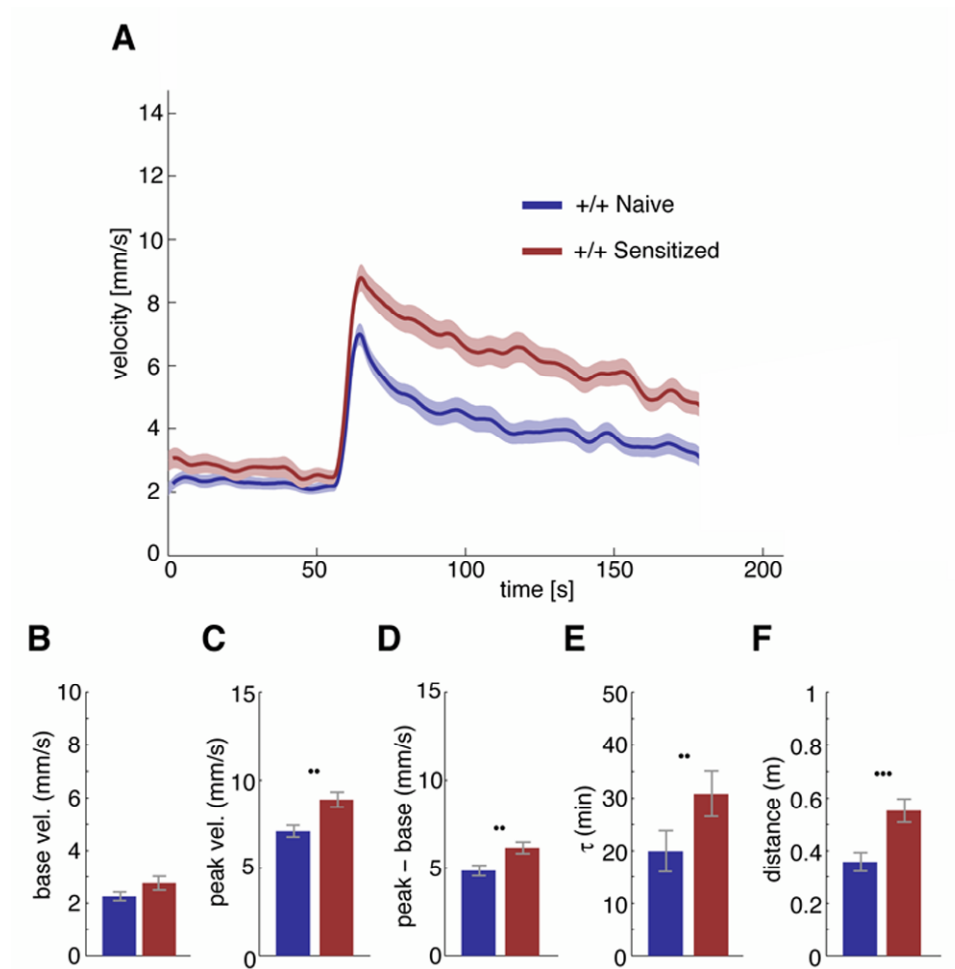 A
14
12
10
8
6
4
2
0
velocity [mm/s]
+/+ Naive
+/+ Sensitized
0 50 100 150 200
time [s]
B
10
8
6
4
2
0
base vel. (mm/s)
C
15
10
5
0
peak vel. (mm/s)
••
D
15
10
5
0
peak – base (mm/s)
••
E
50
40
30
20
10
0
τ (min)
••
F
1
0.8
0.6
0.4
0.2
0
distance (m)
•••